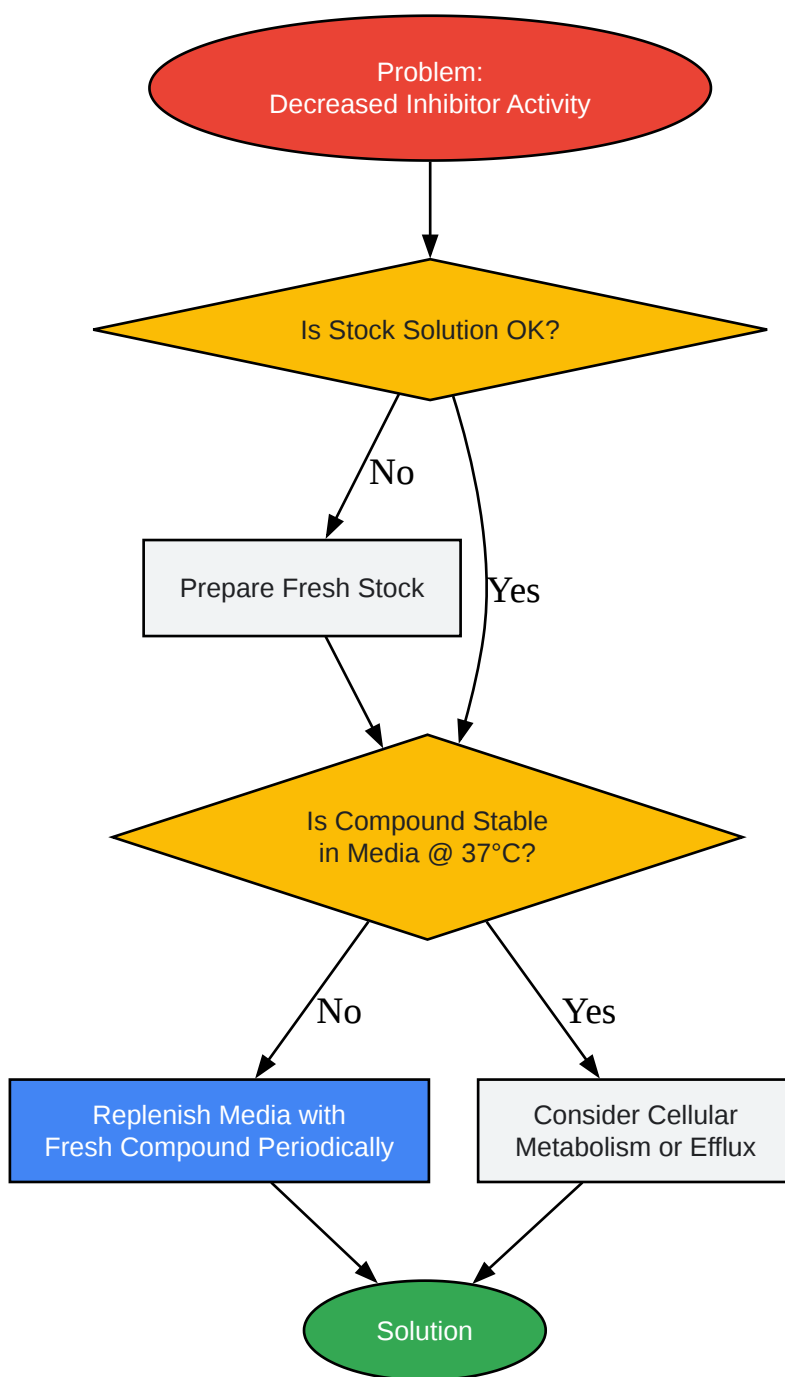 Problem:
Decreased Inhibitor Activity
Is Stock Solution OK?
No
Prepare Fresh Stock
Yes
Is Compound Stable
in Media @ 37°C?
No
Yes
Replenish Media with
Fresh Compound Periodically
Consider Cellular
Metabolism or Efflux
Solution